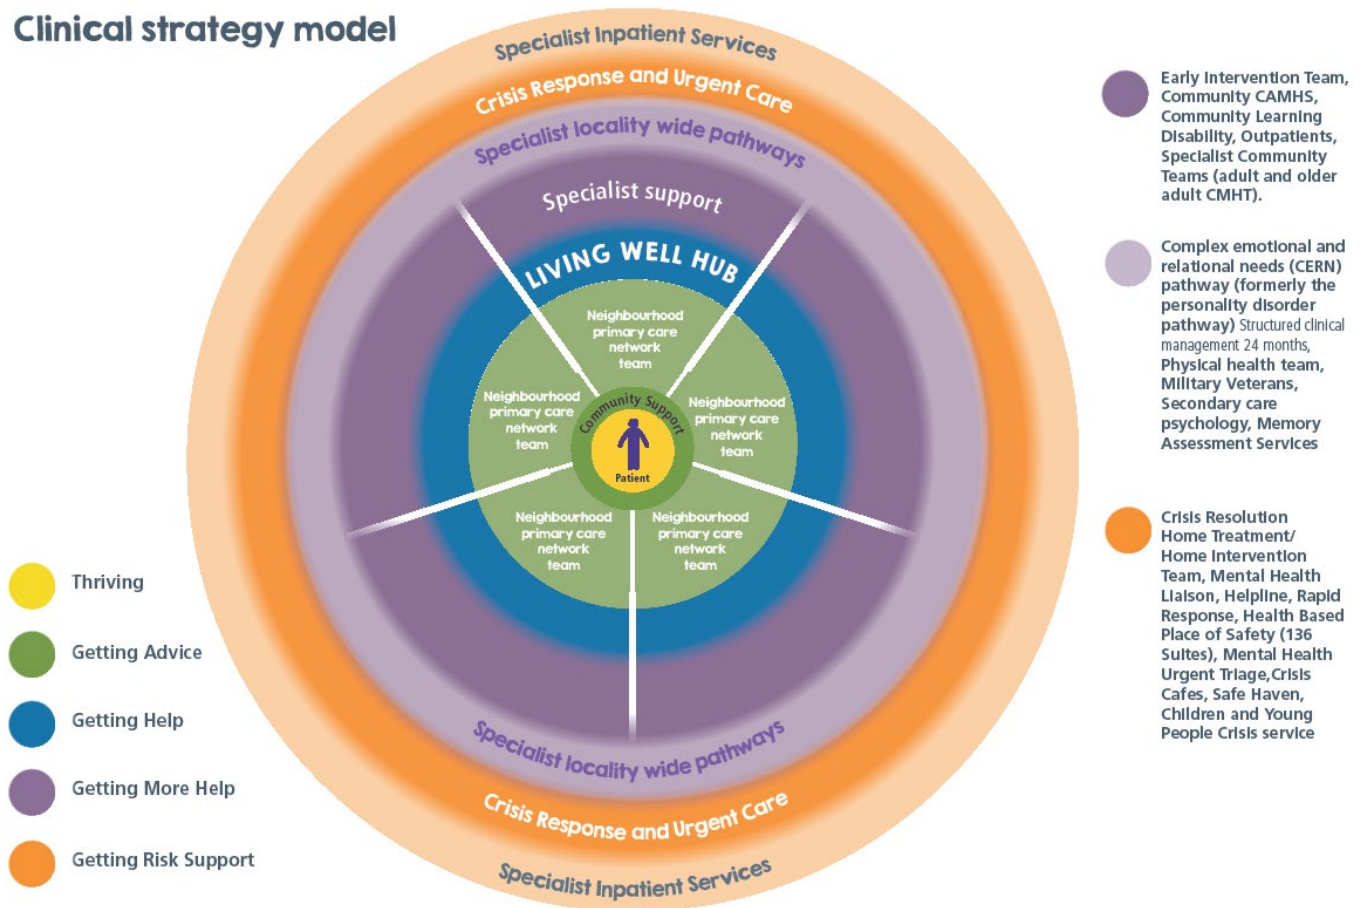 Clinical strategy model
Specialist Inpatient Services
Crisis Response and Urgent Care
Specialist locality wide pathways
Specialist support
LIVING WELL HUB
Neighbourhood
primary care
network
team
Neighbourhood
primary care
network
team
Neighbourhood
primary care
network
team
Community Support
Patient
Neighbourhood
primary care
network
team
Neighbourhood
primary care
network
team
Specialist locality wide pathways
Crisis Response and Urgent Care
Specialist Inpatient Services
Thriving
Getting Advice
Getting Help
Getting More Help
Getting Risk Support
Early Intervention Team,
Community CAMHS,
Community Learning
Disability, Outpatients,
Specialist Community
Teams (adult and older
adult CMHT).
Complex emotional and
relational needs (CERN)
pathway (formerly the
personality disorder
pathway) Structured clinical
management 24 months,
Physical health team,
Military Veterans,
Secondary care
psychology, Memory
Assessment Services
Crisis Resolution
Home Treatment/
Home Intervention
Team, Mental Health
Liaison, Helpline, Rapid
Response, Health Based
Place of Safety (136
Suites), Mental Health
Urgent Triage,Crisis
Cafes, Safe Haven,
Children and Young
People Crisis service